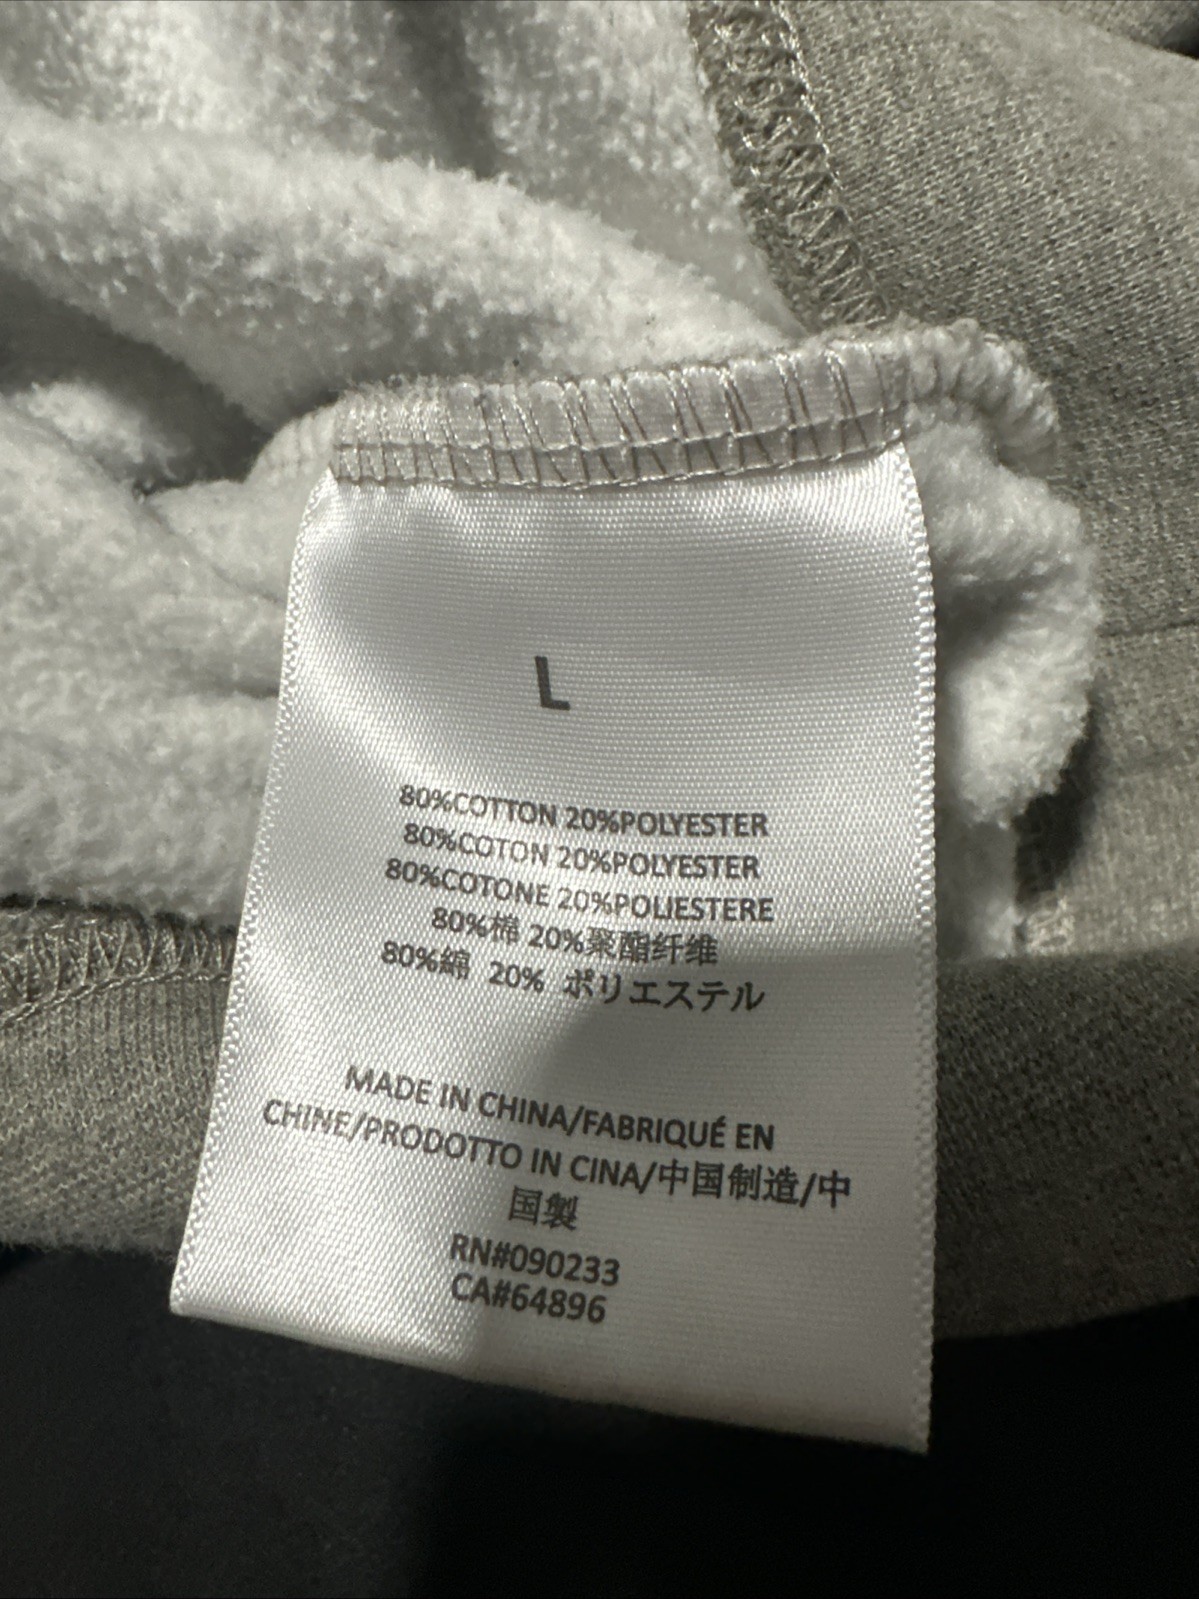 L
80%COTTON 20%POLYESTER
80%COTON 20%POLYESTER
80%COTONE 20%POLIESTERE
80%棉 20%聚酯纤维
80%綿 20% ポリエステル
MADE IN CHINA/FABRIQUÉ EN
CHINE/PRODOTTO IN CINA/中国制造/中
国製
RN#090233
CA#64896